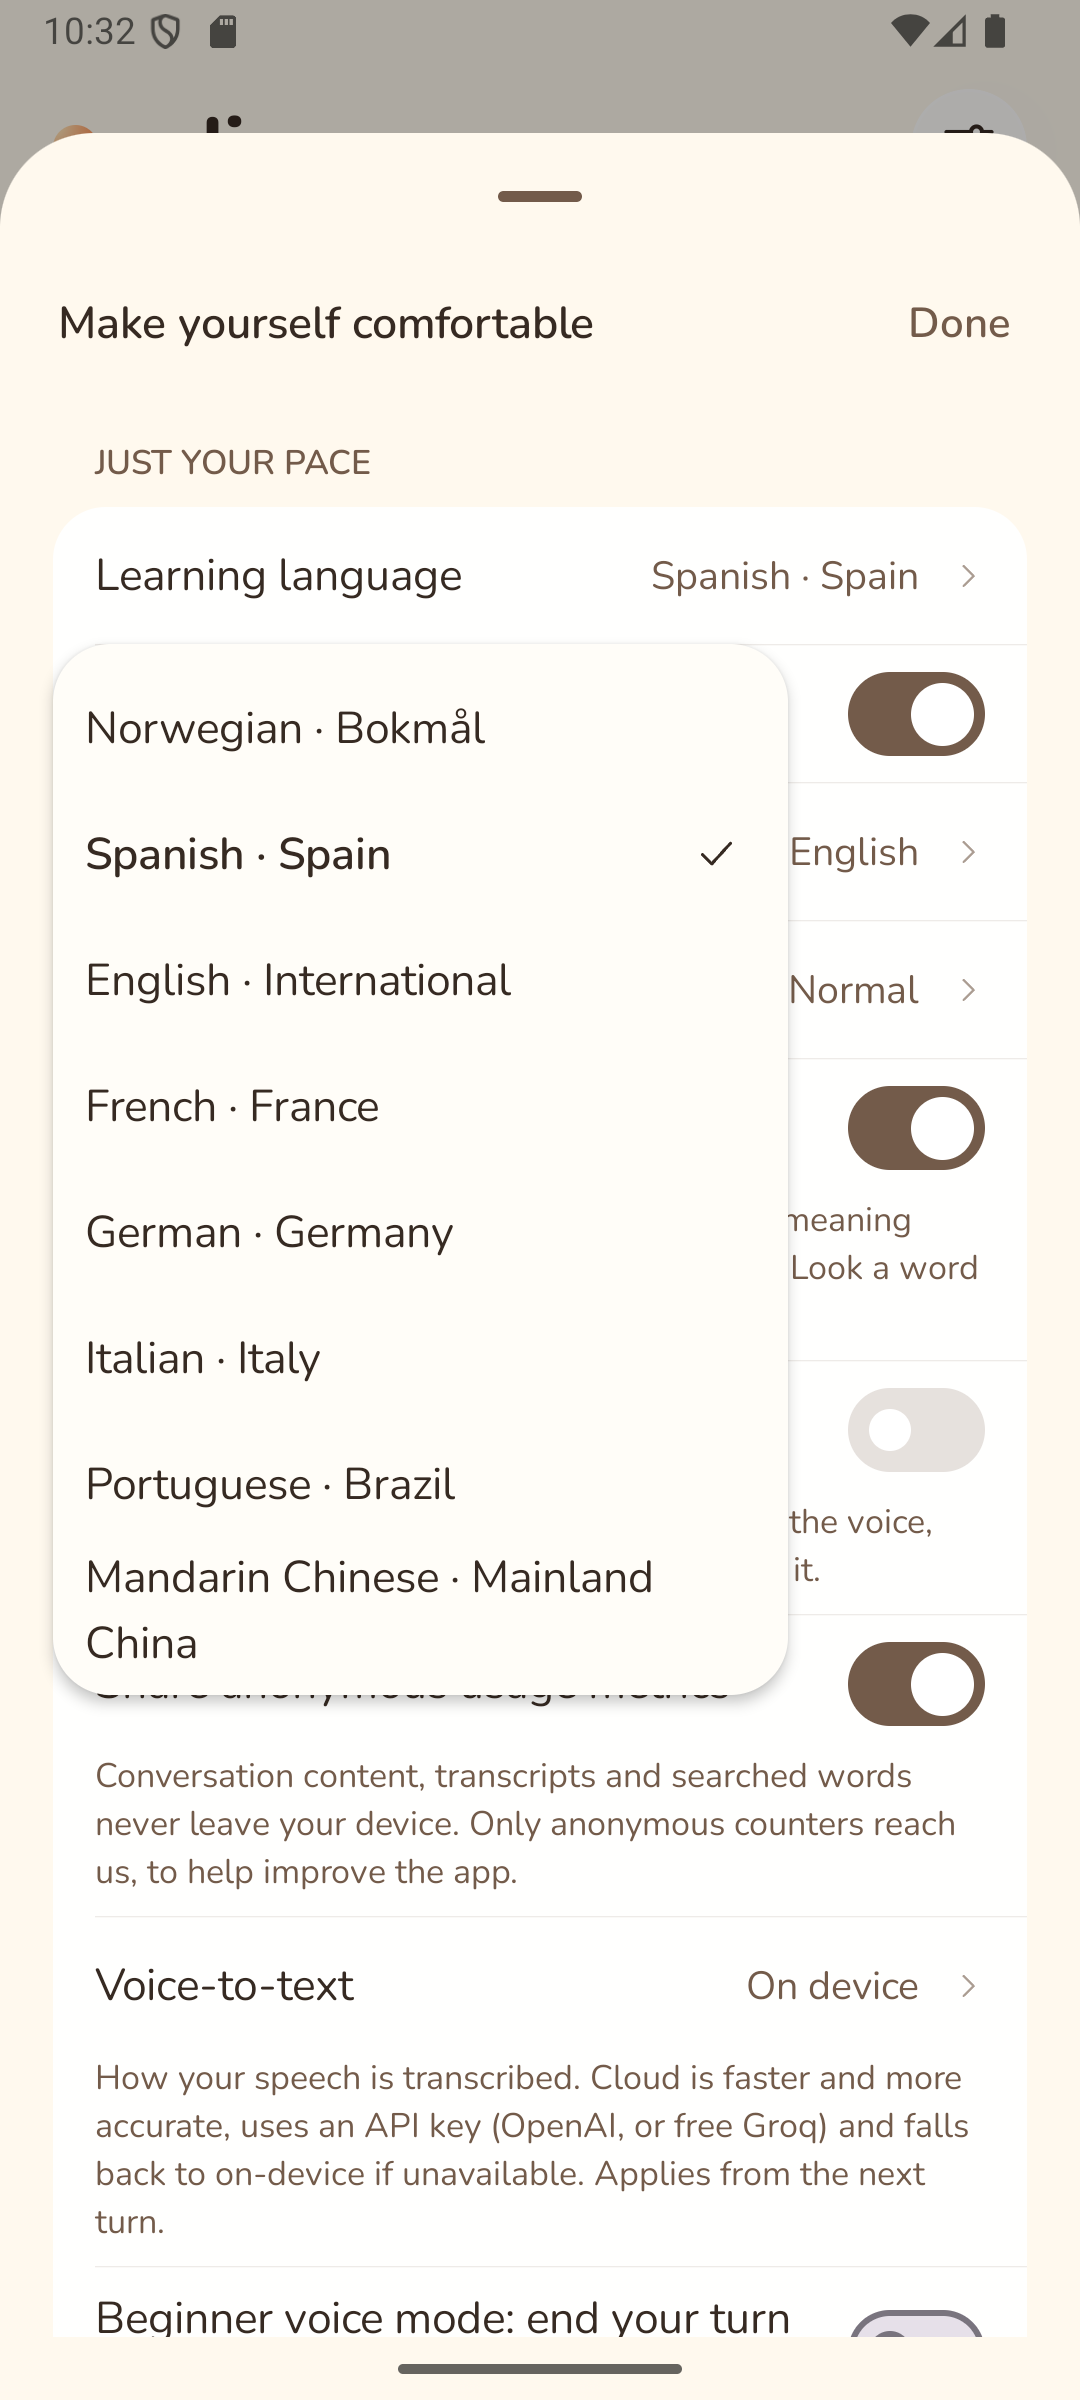 10:32
Make yourself comfortable
Done
JUST YOUR PACE
Learning language
Spanish · Spain
Norwegian · Bokmål
Spanish · Spain
English
English · International
Normal
French · France
German · Germany
meaning
Look a word
Italian · Italy
Portuguese · Brazil
the voice,
it.
Mandarin Chinese · Mainland
China
Conversation content, transcripts and searched words
never leave your device. Only anonymous counters reach
us, to help improve the app.
Voice-to-text
On device
How your speech is transcribed. Cloud is faster and more
accurate, uses an API key (OpenAI, or free Groq) and falls
back to on-device if unavailable. Applies from the next
turn.
Beginner voice mode: end your turn